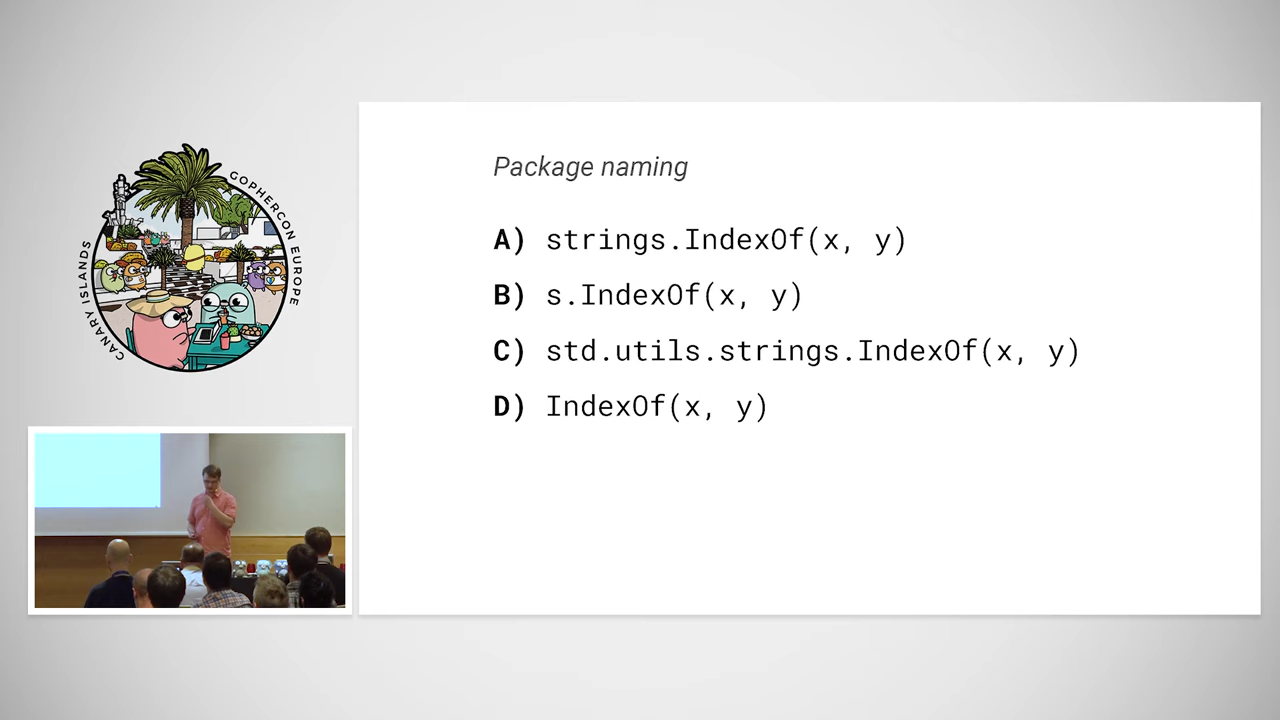 GOPHERCON EUROPE
CANARY ISLANDS
Package naming
A) strings.IndexOf(x, y)
B) s.IndexOf(x, y)
C) std.utils.strings.IndexOf(x, y)
D) IndexOf(x, y)